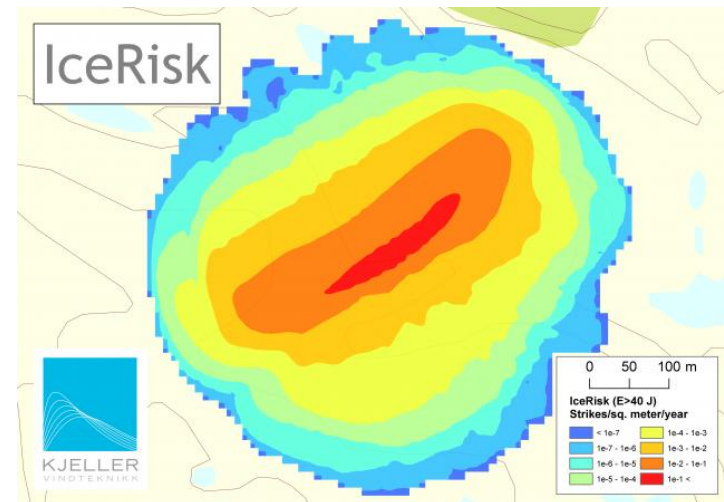 IceRisk
0 50 100 m
IceRisk (E>40 J)
Strikes/sq. meter/year
< 1e-7 1e-4 - 1e-3
1e-7 - 1e-6 1e-3 - 1e-2
1e-6 - 1e-5 1e-2 - 1e-1
1e-5 - 1e-4 1e-1 <
KJELLER
VINDTEKNIKK